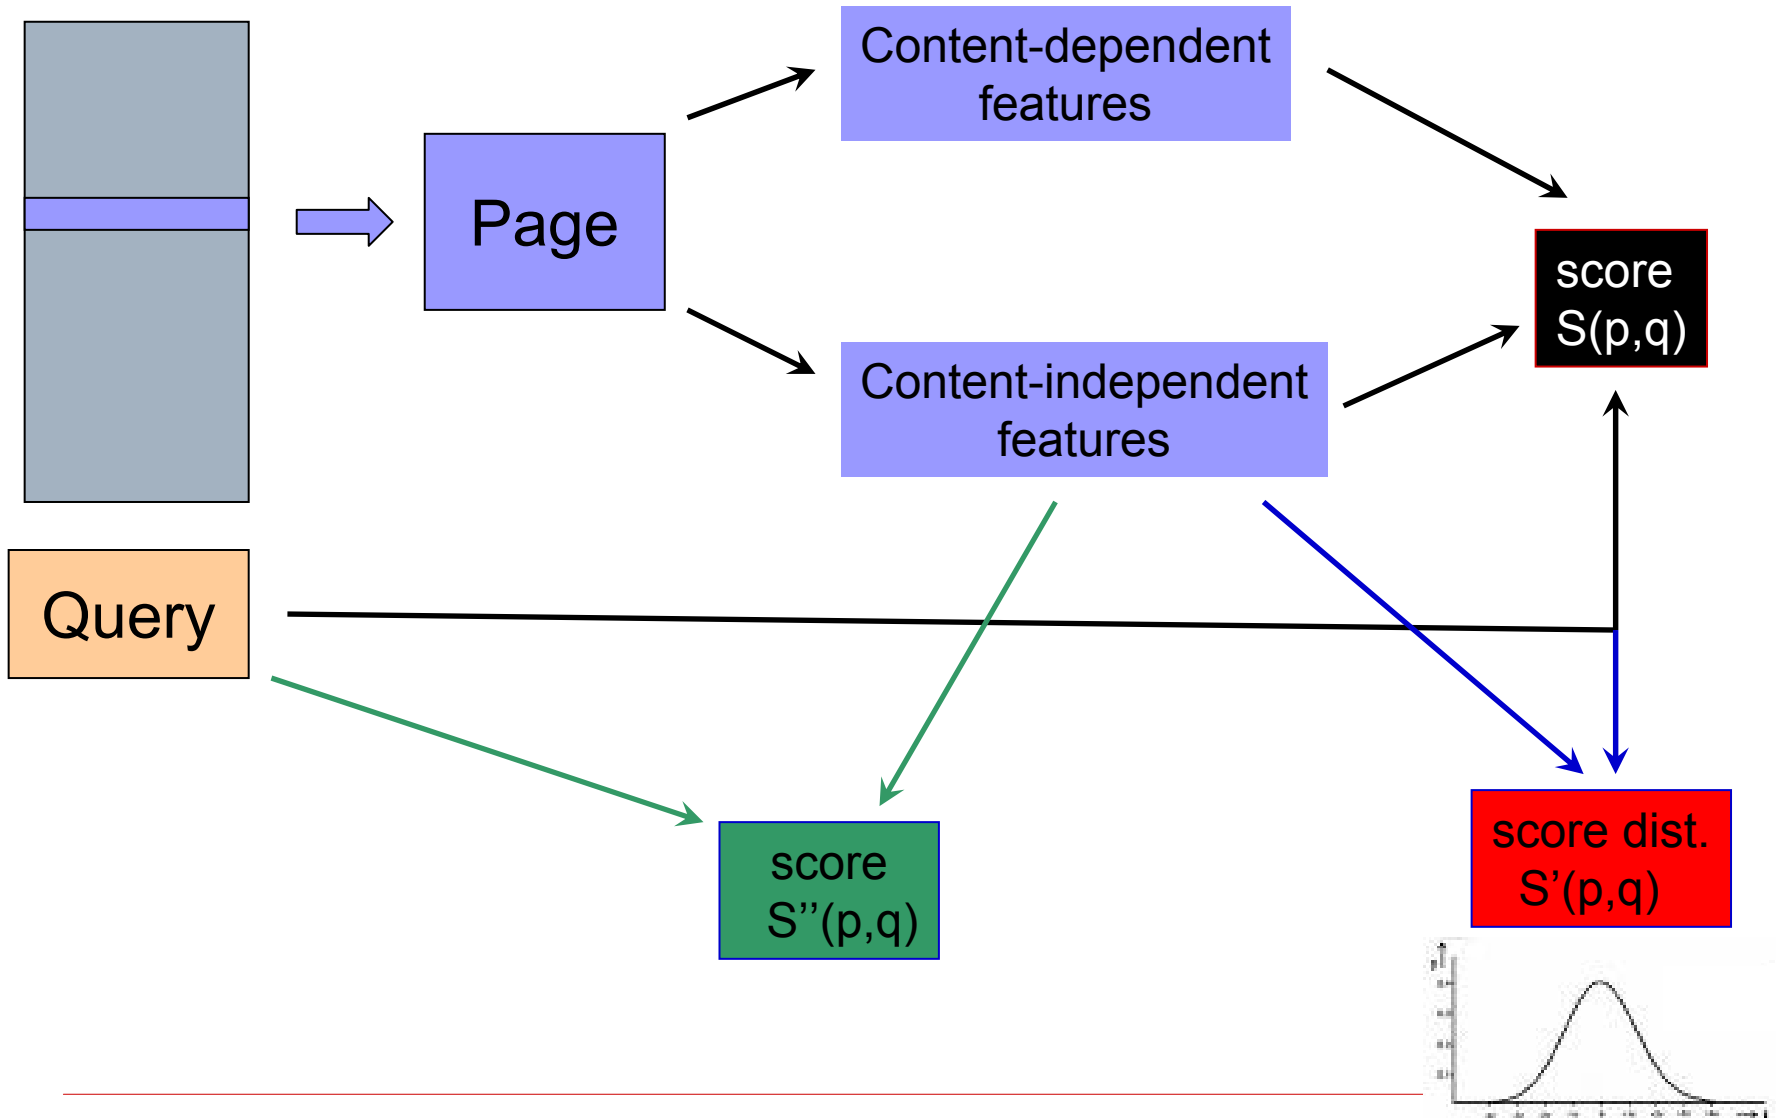 Content-dependent
features
Page
score
S(p,q)
Content-independent
features
Query
score
S’’(p,q)
score dist.
S’(p,q)